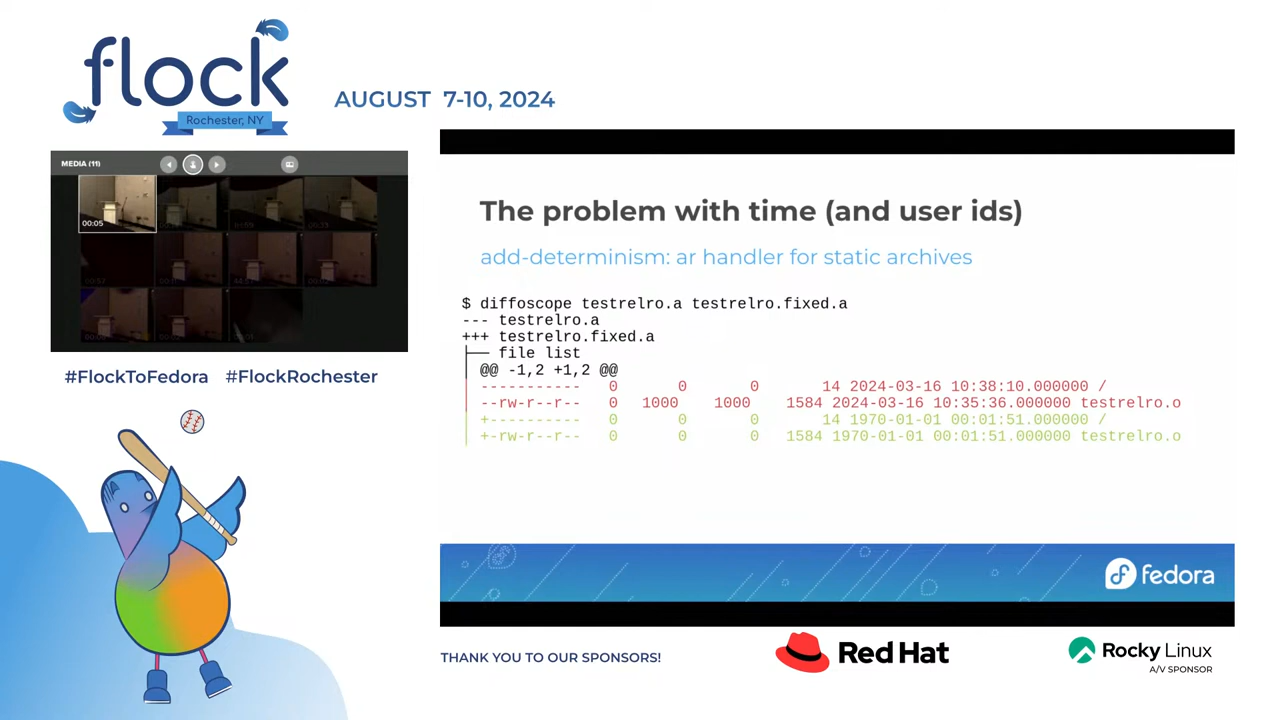 flock
Rochester, NY
AUGUST 7-10, 2024
MEDIA (11)
00:05
#FlockToFedora #FlockRochester
The problem with time (and user ids)
add-determinism: ar handler for static archives
$ diffoscope testrelro.a testrelro.fixed.a
--- testrelro.a
+++ testrelro.fixed.a
├── file list
│ @@ -1,2 +1,2 @@
│ ----------- 0 0 0 14 2024-03-16 10:38:10.000000 /
│ --rw-r--r-- 0 1000 1000 1584 2024-03-16 10:35:36.000000 testrelro.o
│ +---------- 0 0 0 14 1970-01-01 00:01:51.000000 /
│ +-rw-r--r-- 0 0 0 1584 1970-01-01 00:01:51.000000 testrelro.o
fedora
THANK YOU TO OUR SPONSORS!
Red Hat
Rocky Linux
A/V SPONSOR